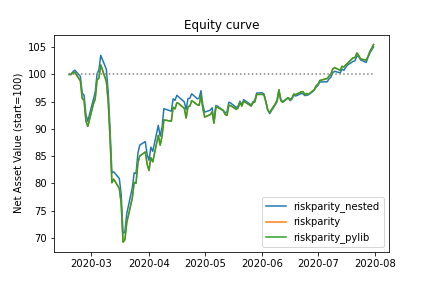 Equity curve
Net Asset Value (start=100)
105
100
95
90
85
80
75
70
2020-03
2020-04
2020-05
2020-06
2020-07
2020-08
riskparity_nested
riskparity
riskparity_pylib